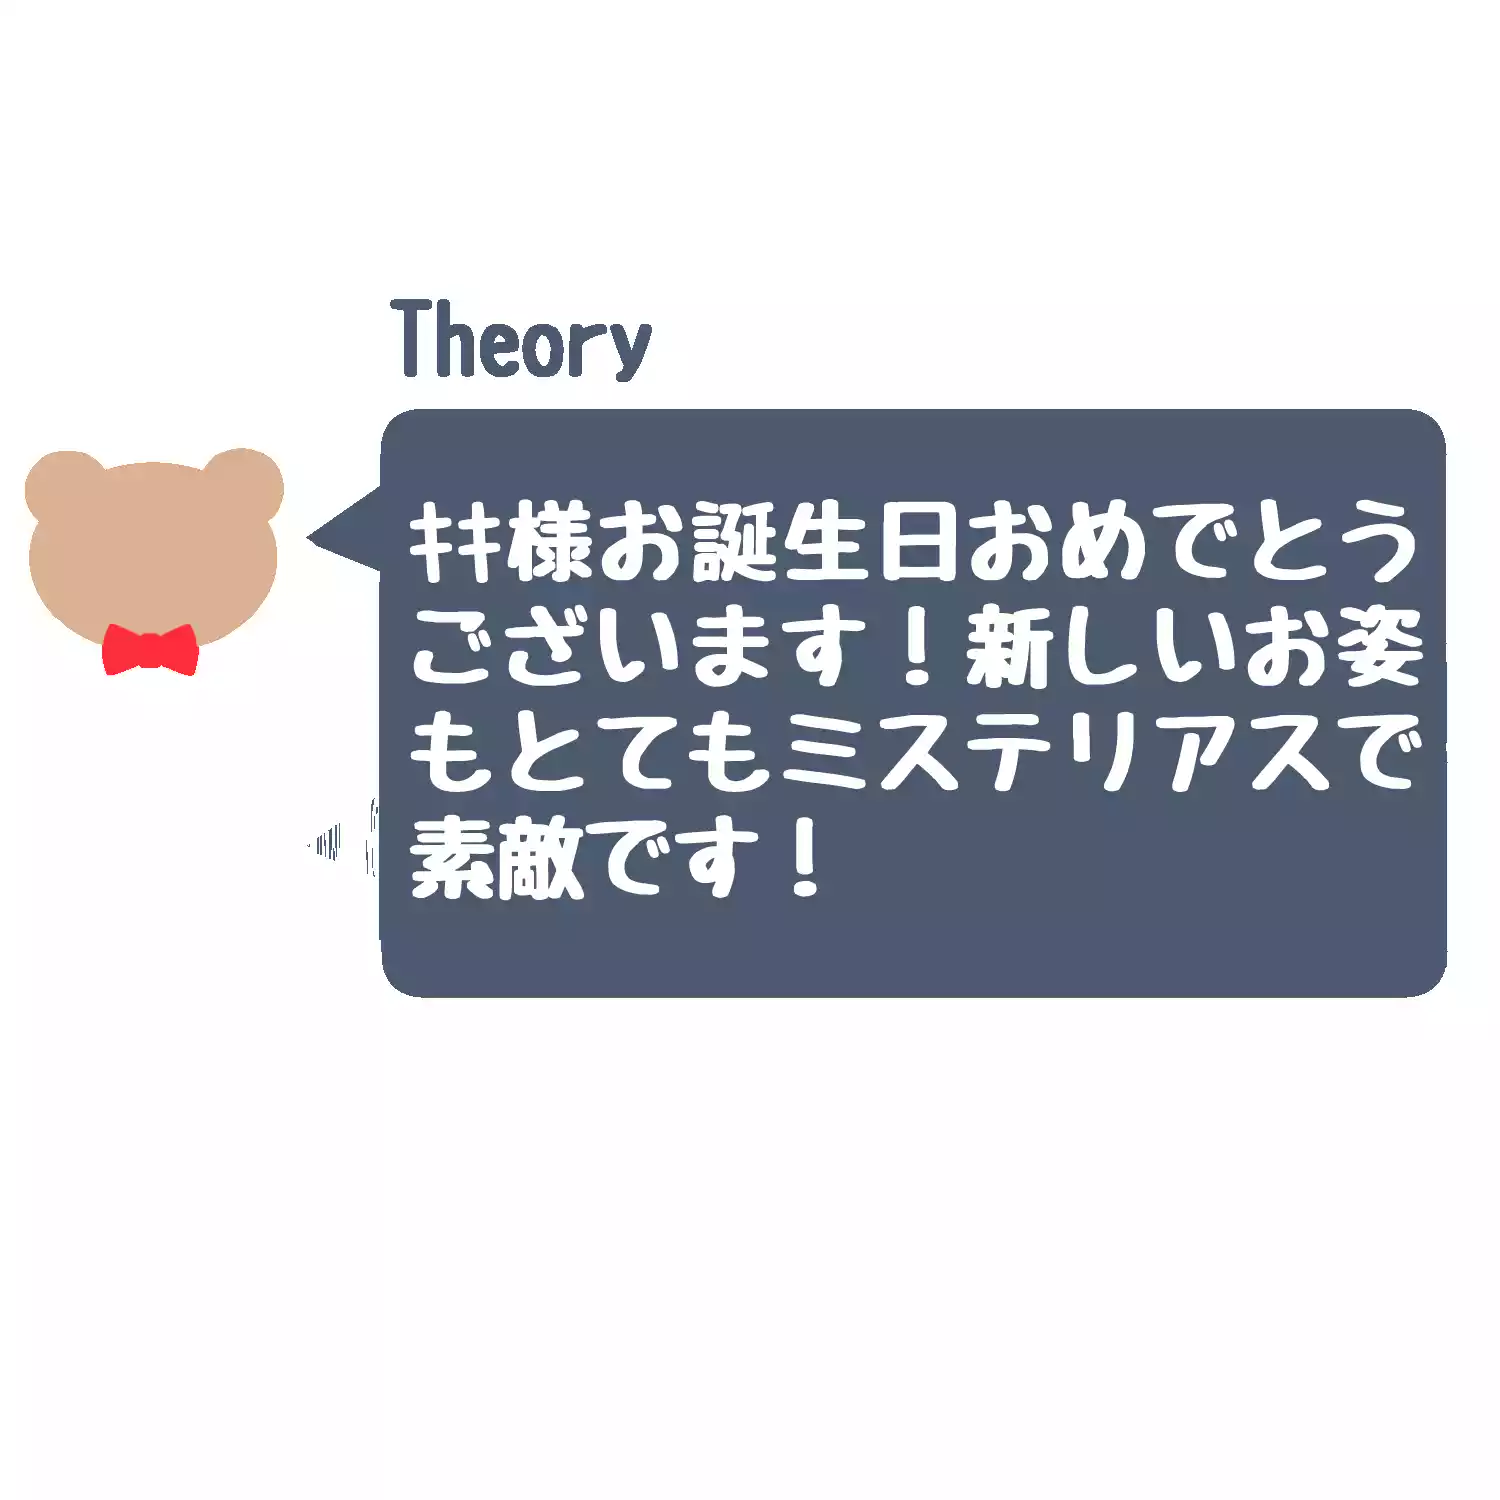 Theory
ｷｷ様お誕生日おめでとう
ございます！新しいお姿
もとてもミステリアスで
素敵です！